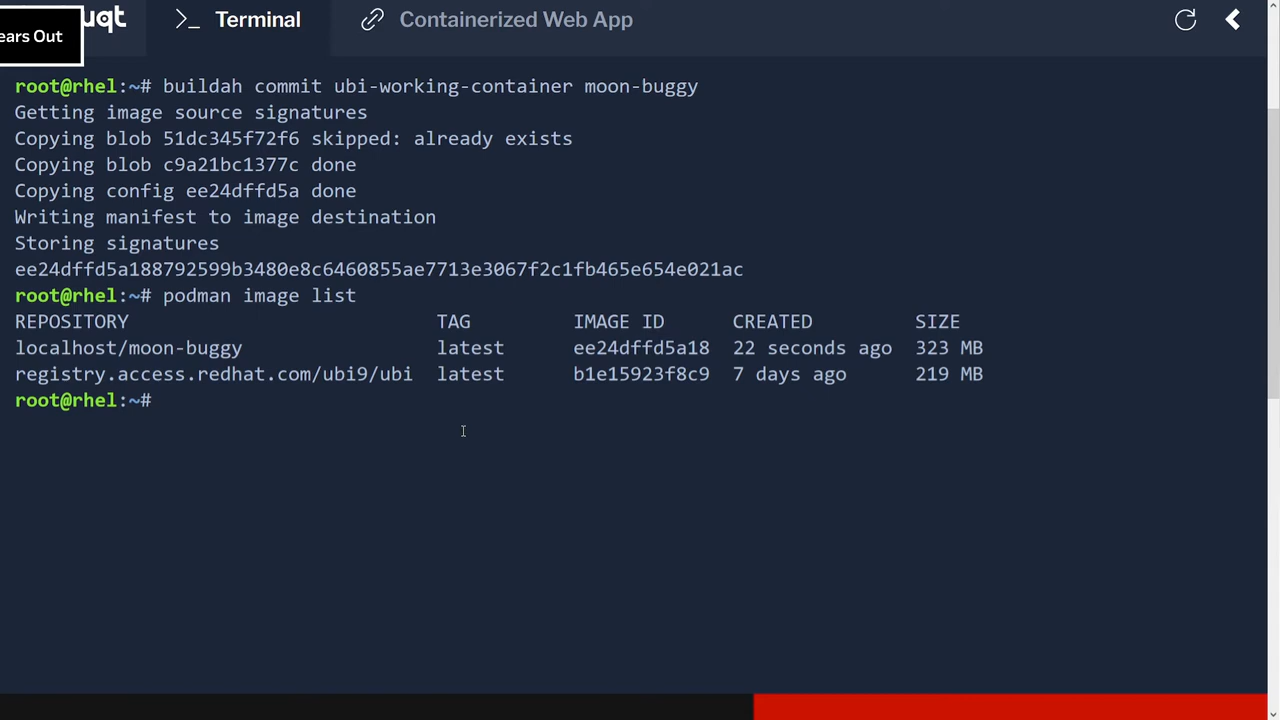 uqt
Terminal
Containerized Web App
ears Out
root@rhel:~# buildah commit ubi-working-container moon-buggy
Getting image source signatures
Copying blob 51dc345f72f6 skipped: already exists
Copying blob c9a21bc1377c done
Copying config ee24dffd5a done
Writing manifest to image destination
Storing signatures
ee24dffd5a188792599b3480e8c6460855ae7713e3067f2c1fb465e654e021ac
root@rhel:~# podman image list
REPOSITORY TAG IMAGE ID CREATED SIZE
localhost/moon-buggy latest ee24dffd5a18 22 seconds ago 323 MB
registry.access.redhat.com/ubi9/ubi latest b1e15923f8c9 7 days ago 219 MB
root@rhel:~#